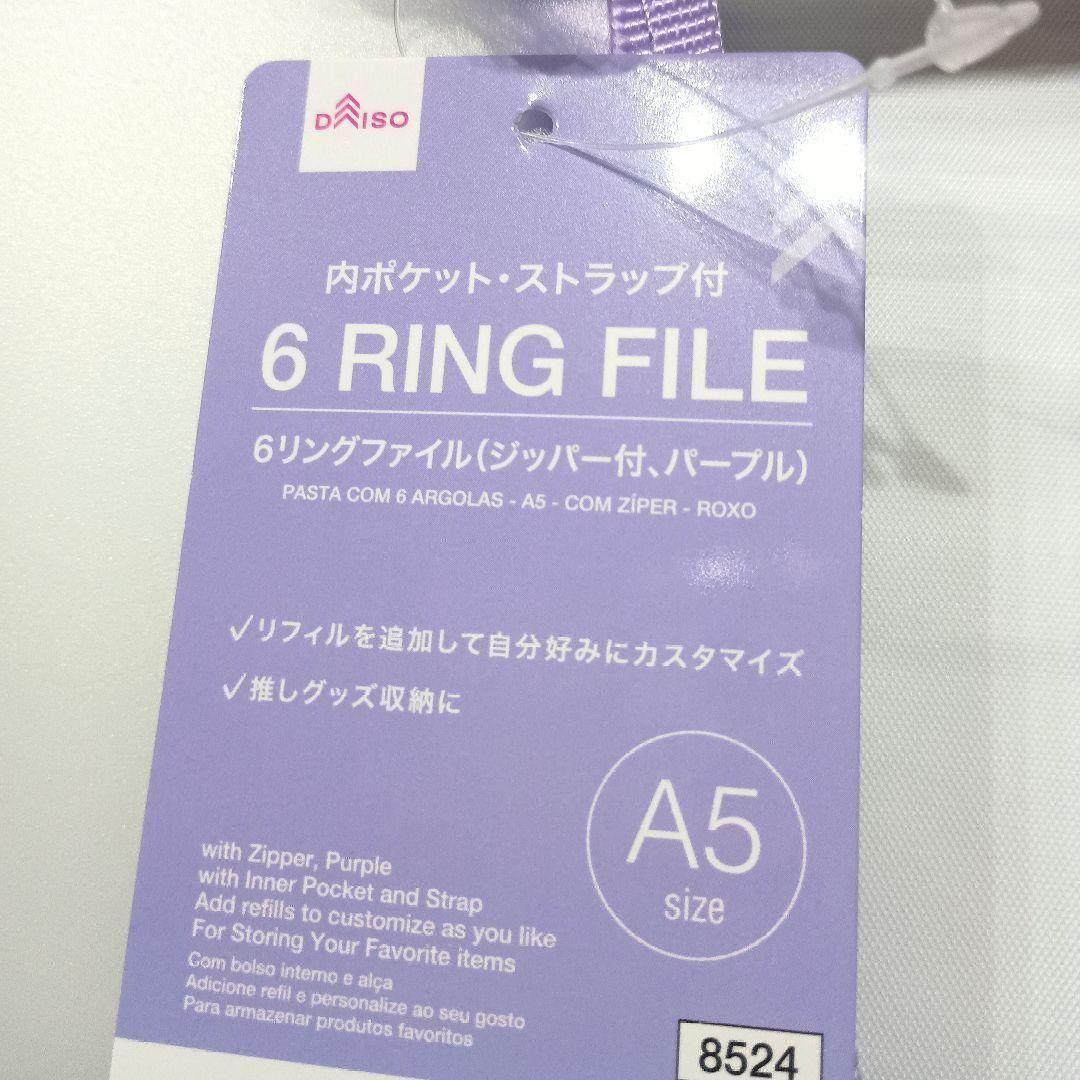 DAISO
内ポケット・ストラップ付
6 RING FILE
6リングファイル(ジッパー付、パープル)
PASTA COM 6 ARGOLAS - A5 - COM ZÍPER - ROXO
✓リフィルを追加して自分好みにカスタマイズ
✓推しグッズ収納に
A5
size
with Zipper, Purple
with Inner Pocket and Strap
Add refills to customize as you like
For Storing Your Favorite items
Com bolso interno e alça
Adicione refil e personalize ao seu gosto
Para armazenar produtos favoritos
8524